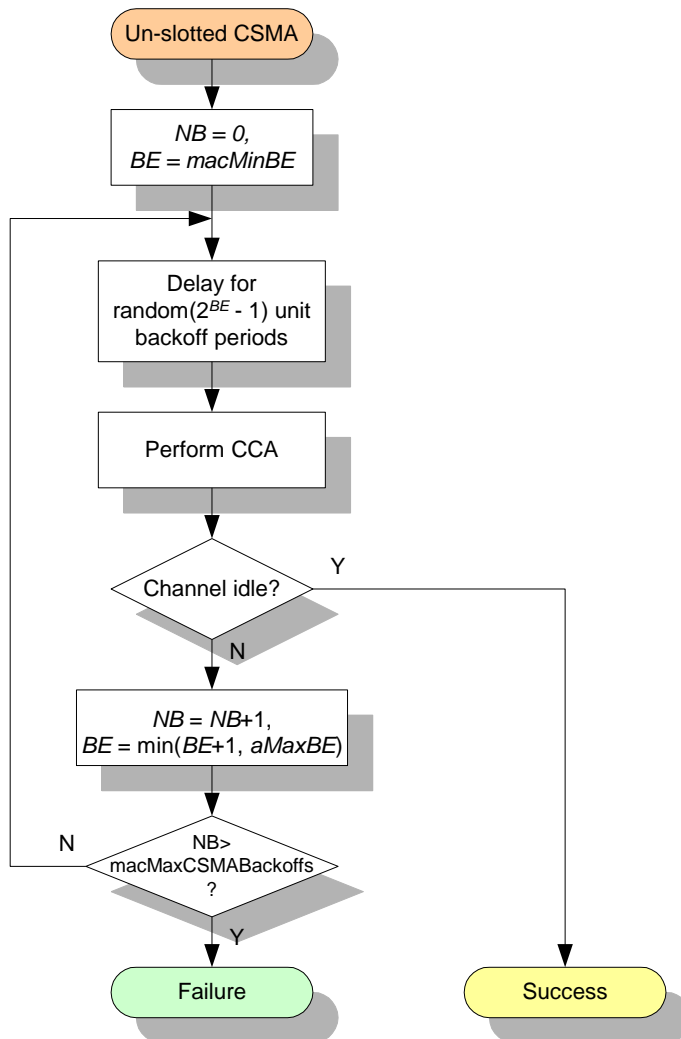 Un-slotted CSMA
NB = 0,
BE = macMinBE
Delay for
random(2^BE - 1) unit
backoff periods
Perform CCA
Channel idle?
Y
N
NB = NB+1,
BE = min(BE+1, aMaxBE)
N
NB>
macMaxCSMABackoffs
?
Y
Failure
Success